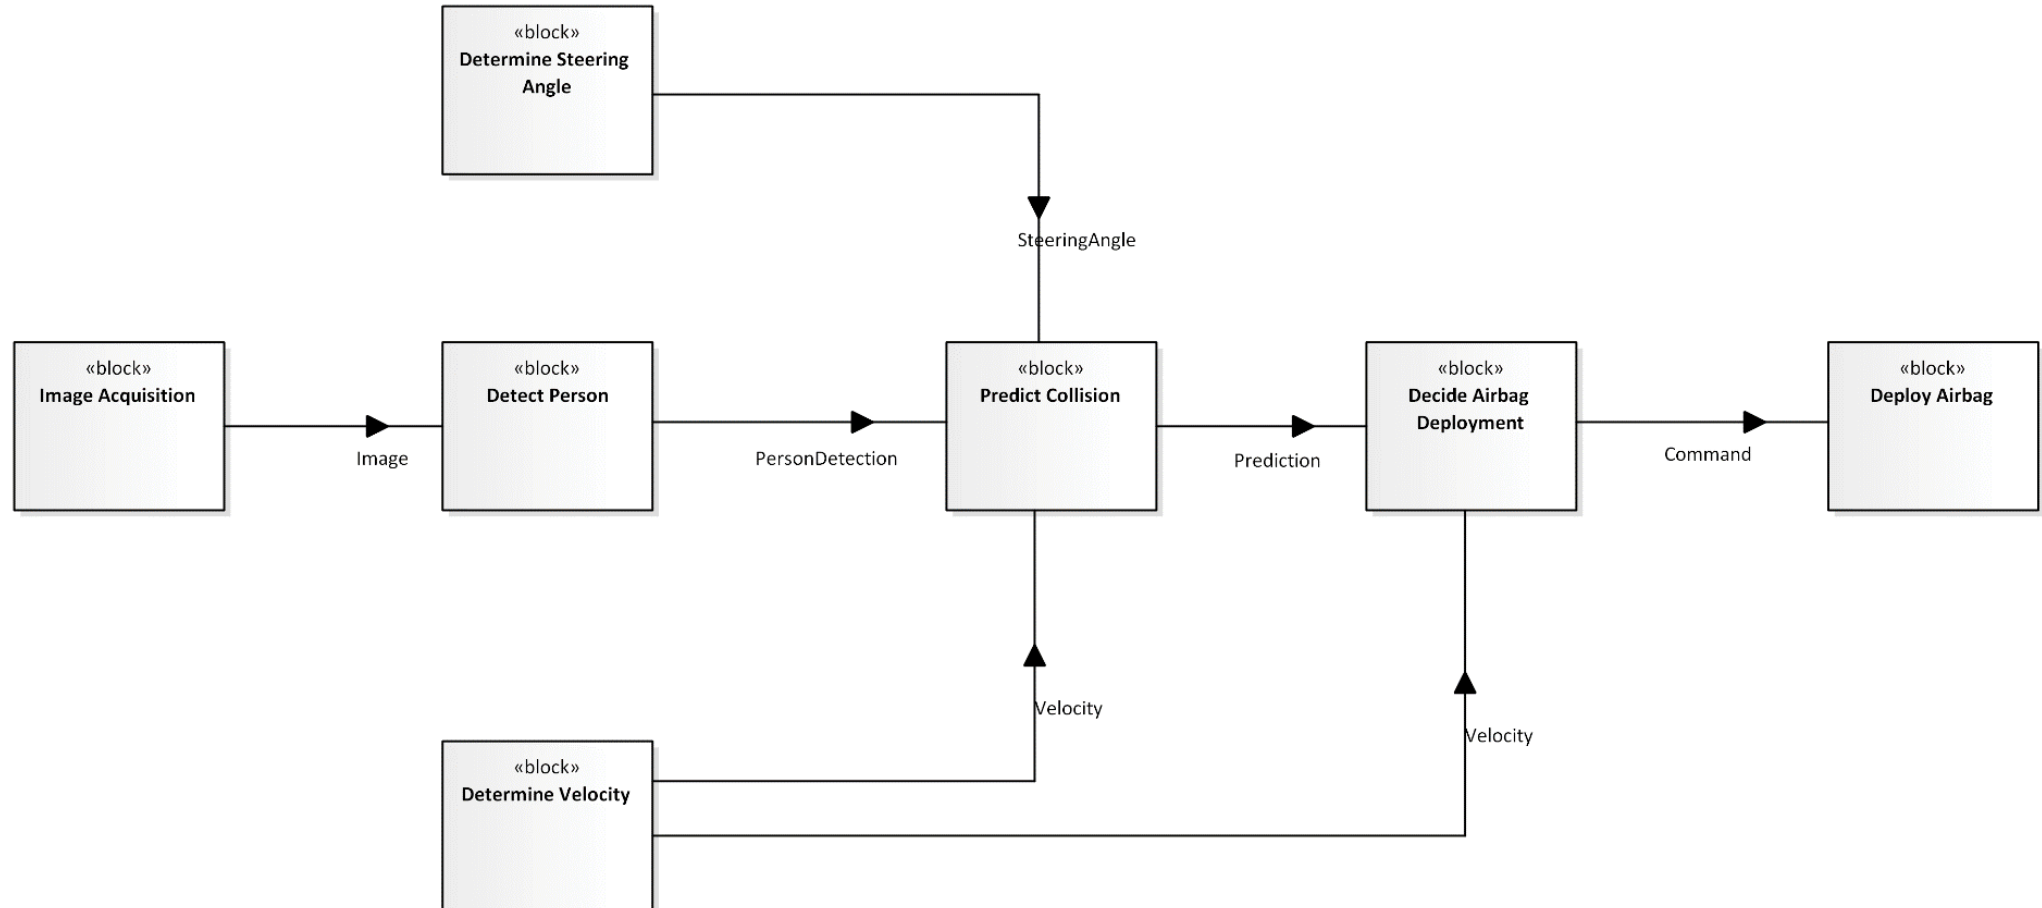 «block»
Determine Steering
Angle
SteeringAngle
«block»
Image Acquisition
Image
«block»
Detect Person
PersonDetection
«block»
Predict Collision
Prediction
«block»
Decide Airbag
Deployment
Command
«block»
Deploy Airbag
Velocity
Velocity
«block»
Determine Velocity